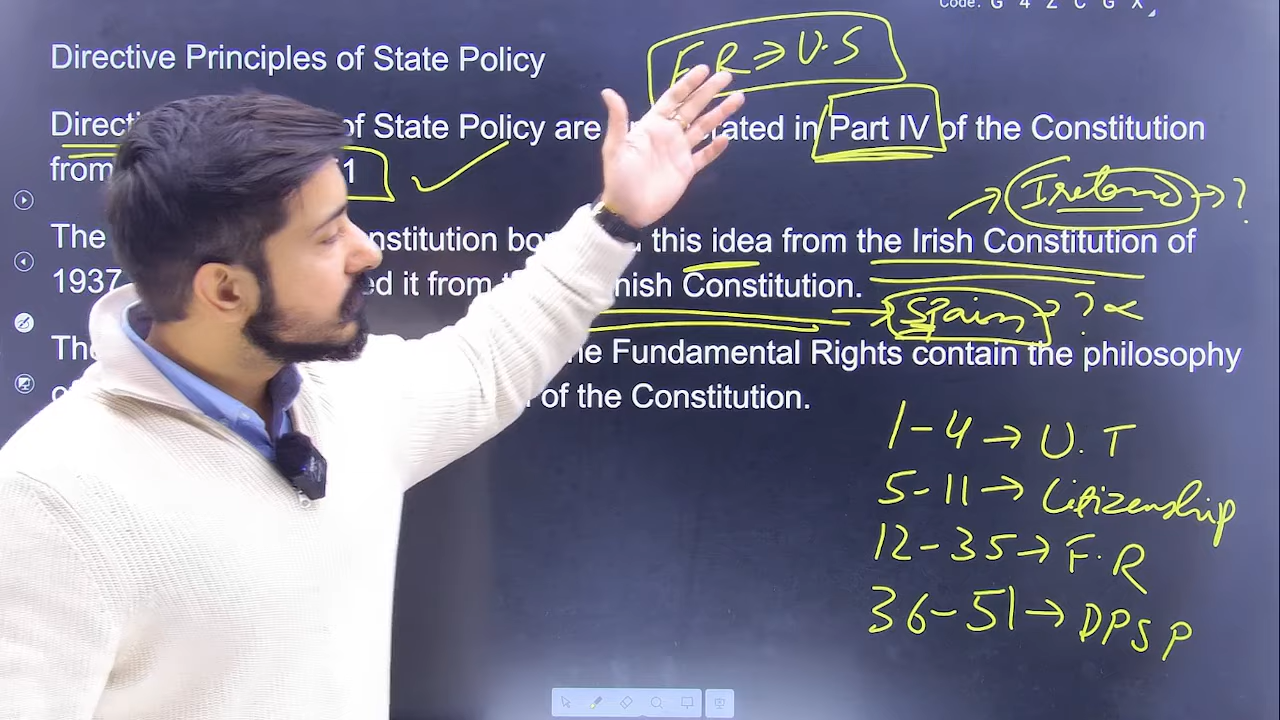 Code: G 4 Z C G X
Directive Principles of State Policy
F.R → U.S
Direct of State Policy are rated in Part IV of the Constitution
from 1
Ireland → ?
The nstitution bor this idea from the Irish Constitution of
1937 ed it from nish Constitution.
Spain → ?
The he Fundamental Rights contain the philosophy
of the Constitution.
1-4 → U.T
5-11 → Citizenship
12-35 → F.R
36-51 → DPSP